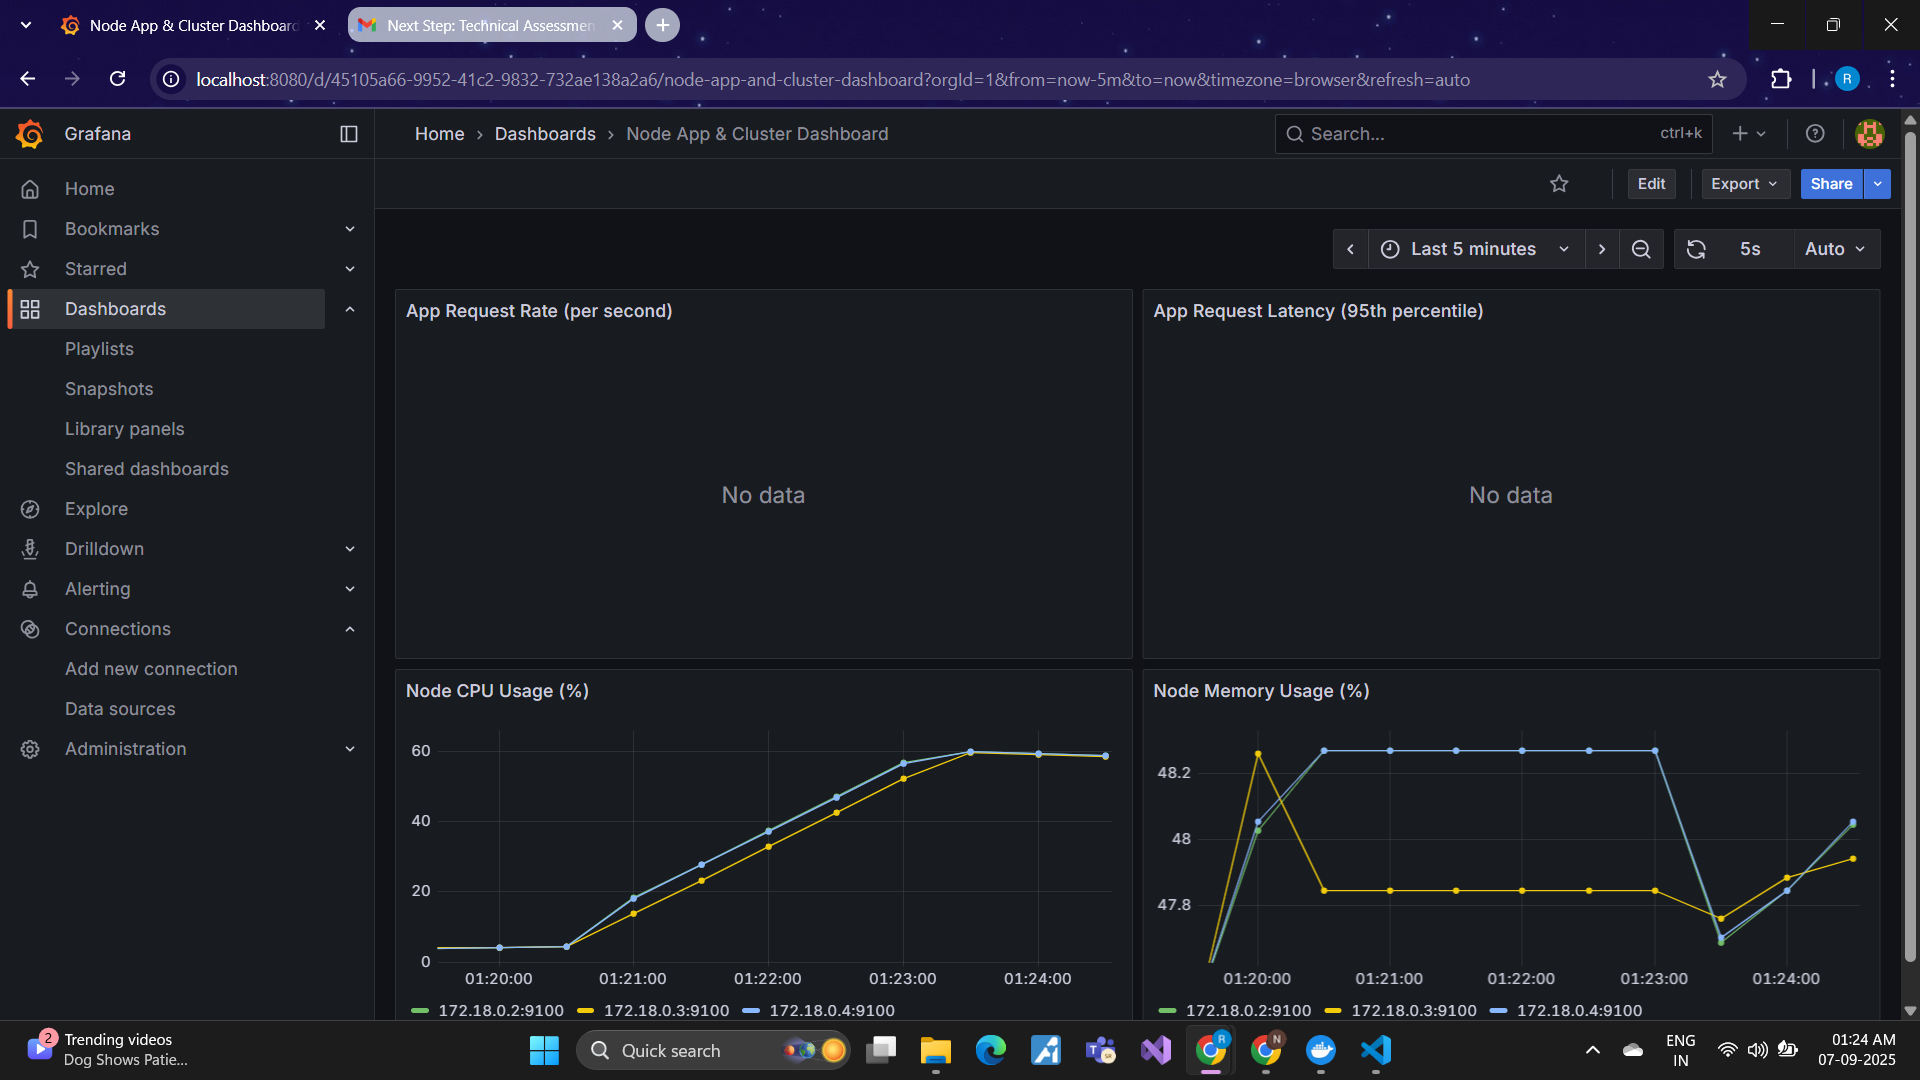 Node App & Cluster Dashboard
Next Step: Technical Assessmen
localhost:8080/d/45105a66-9952-41c2-9832-732ae138a2a6/node-app-and-cluster-dashboard?orgId=1&from=now-5m&to=now&timezone=browser&refresh=auto
R
Grafana
Home › Dashboards › Node App & Cluster Dashboard
Search...
ctrl+k
Edit
Export
Share
Home
Bookmarks
Starred
Dashboards
Playlists
Snapshots
Library panels
Shared dashboards
Explore
Drilldown
Alerting
Connections
Add new connection
Data sources
Administration
Last 5 minutes
5s
Auto
App Request Rate (per second)
No data
App Request Latency (95th percentile)
No data
Node CPU Usage (%)
60
40
20
0
01:20:00 01:21:00 01:22:00 01:23:00 01:24:00
172.18.0.2:9100 172.18.0.3:9100 172.18.0.4:9100
Node Memory Usage (%)
48.2
48
47.8
01:20:00 01:21:00 01:22:00 01:23:00 01:24:00
172.18.0.2:9100 172.18.0.3:9100 172.18.0.4:9100
2
Trending videos
Dog Shows Patie...
Quick search
R
N
ENG
IN
01:24 AM
07-09-2025